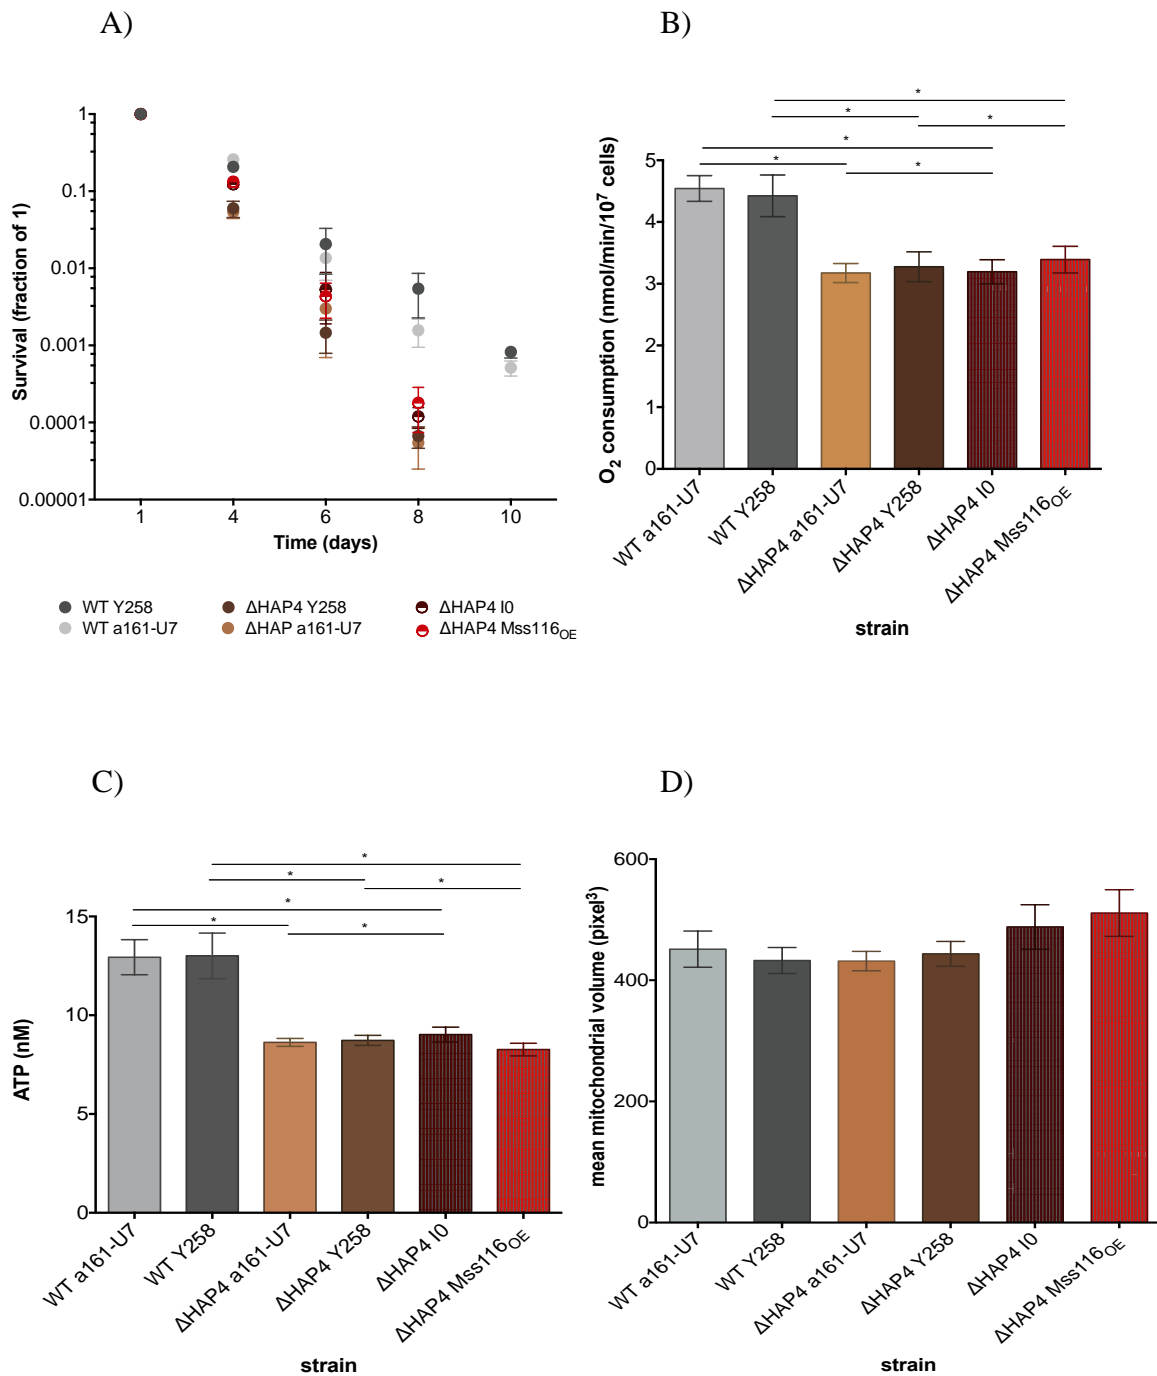 A)
B)
Survival (fraction of 1)
1
0.1
0.01
0.001
0.0001
0.00001
1
4
6
8
10
Time (days)
WT Y258
ΔHAP4 Y258
ΔHAP4 I0
WT a161-U7
ΔHAP a161-U7
ΔHAP4 Mss116OE
*
*
*
*
*
*
O2 consumption (nmol/min/10⁷ cells)
5
4
3
2
1
0
WT a161-U7
WT Y258
ΔHAP4 a161-U7
ΔHAP4 Y258
ΔHAP4 I0
ΔHAP4 Mss116OE
strain
C)
D)
*
*
*
*
*
*
ATP (nM)
15
10
5
0
WT a161-U7
WT Y258
ΔHAP4 a161-U7
ΔHAP4 Y258
ΔHAP4 I0
ΔHAP4 Mss116OE
strain
mean mitochondrial volume (pixel³)
600
400
200
0
WT a161-U7
WT Y258
ΔHAP4 a161-U7
ΔHAP4 Y258
ΔHAP4 I0
ΔHAP4 Mss116OE
strain